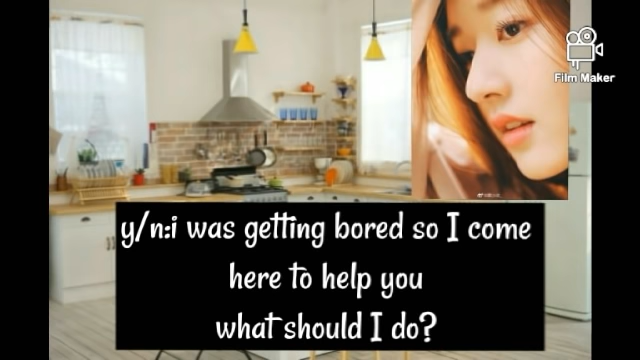 Film Maker
y/n:i was getting bored so I come
here to help you
what should I do?